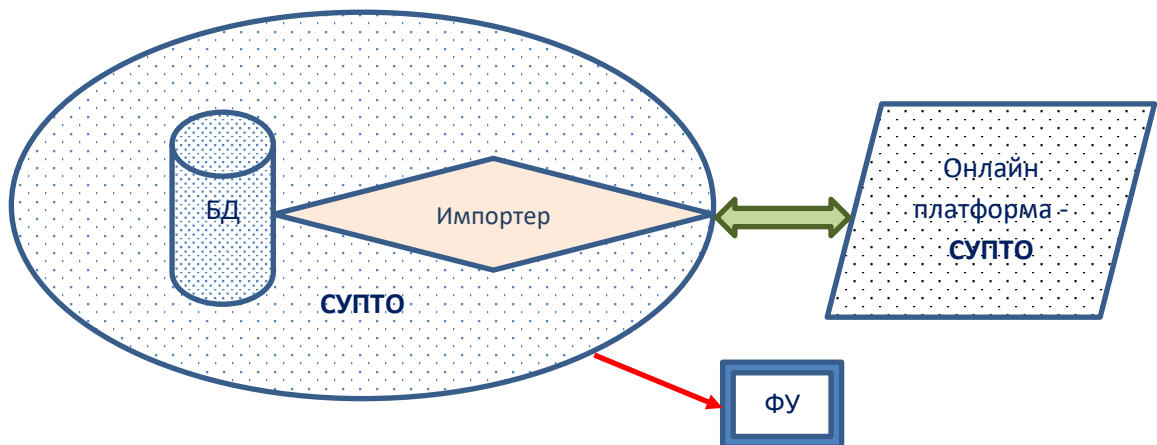 БД
Импортер
СУПТО
Онлайн
платформа -
СУПТО
ФУ